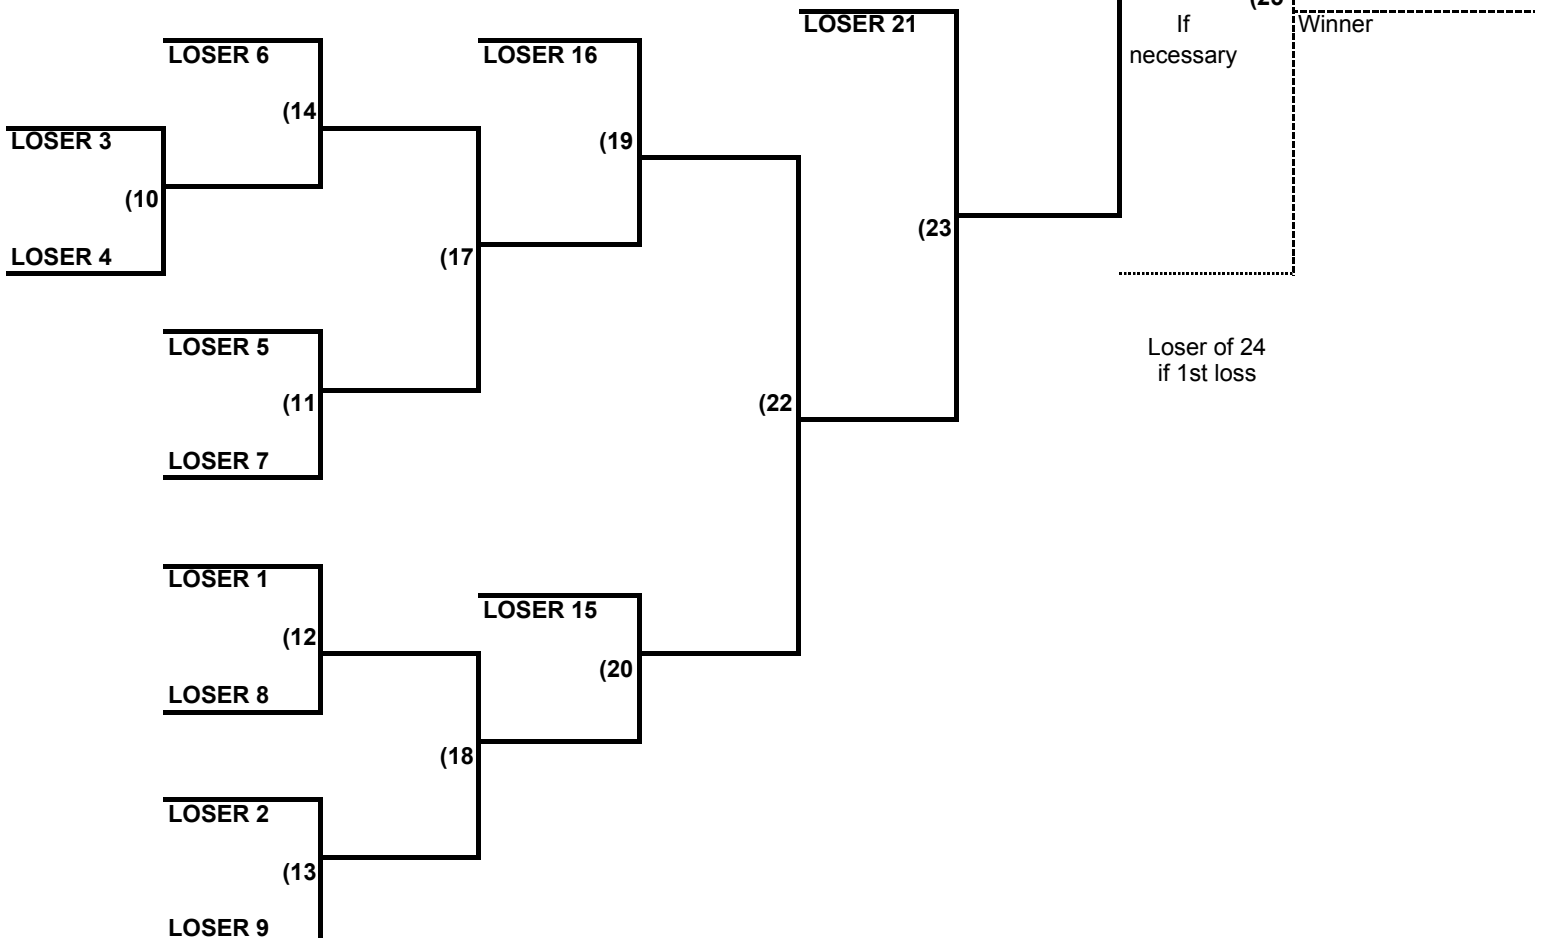 (25
LOSER 21
If
necessary
Winner
LOSER 6
LOSER 16
(14
(19
LOSER 3
(10
(23
LOSER 4
(17
LOSER 5
Loser of 24
if 1st loss
(11
(22
LOSER 7
LOSER 1
LOSER 15
(12
(20
LOSER 8
(18
LOSER 2
(13
LOSER 9